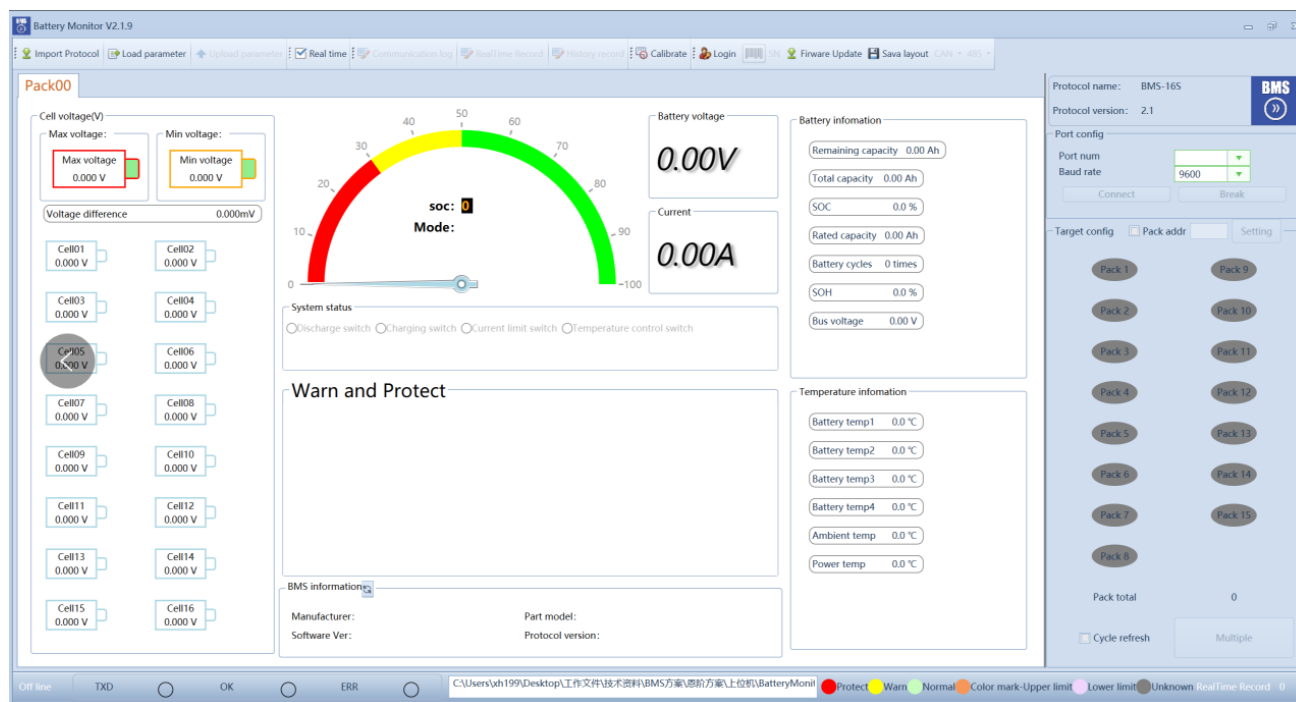 BMS Battery Monitor V2.1.9
Import Protocol Load parameter Upload parameter Real time Communication log RealTime Record History record Calibrate Login SN Firware Update Sava layout CAN 485
Pack00
Cell voltage(V)
Max voltage:
Max voltage
0.000 V
Min voltage:
Min voltage
0.000 V
Voltage difference 0.000mV
Cell01
0.000 V
Cell02
0.000 V
Cell03
0.000 V
Cell04
0.000 V
Cell05
0.000 V
Cell06
0.000 V
Cell07
0.000 V
Cell08
0.000 V
Cell09
0.000 V
Cell10
0.000 V
Cell11
0.000 V
Cell12
0.000 V
Cell13
0.000 V
Cell14
0.000 V
Cell15
0.000 V
Cell16
0.000 V
0
10
20
30
40
50
60
70
80
90
100
soc: 0
Mode:
Battery voltage
0.00V
Current
0.00A
System status
Discharge switch Charging switch Current limit switch Temperature control switch
Warn and Protect
BMS information
Manufacturer: Part model:
Software Ver: Protocol version:
Battery infomation
Remaining capacity 0.00 Ah
Total capacity 0.00 Ah
SOC 0.0 %
Rated capacity 0.00 Ah
Battery cycles 0 times
SOH 0.0 %
Bus voltage 0.00 V
Temperature infomation
Battery temp1 0.0 ℃
Battery temp2 0.0 ℃
Battery temp3 0.0 ℃
Battery temp4 0.0 ℃
Ambient temp 0.0 ℃
Power temp 0.0 ℃
Protocol name: BMS-16S
Protocol version: 2.1
BMS
Port config
Port num
Baud rate 9600
Connect Break
Target config Pack addr Setting
Pack 1 Pack 9
Pack 2 Pack 10
Pack 3 Pack 11
Pack 4 Pack 12
Pack 5 Pack 13
Pack 6 Pack 14
Pack 7 Pack 15
Pack 8
Pack total 0
Cycle refresh Multiple
Off line TXD OK ERR C:\Users\xh199\Desktop\工作文件\技术资料\BMS方案\恩阶方案\上位机\BatteryMonit Protect Warn Normal Color mark-Upper limit Lower limit Unknown RealTime Record 0